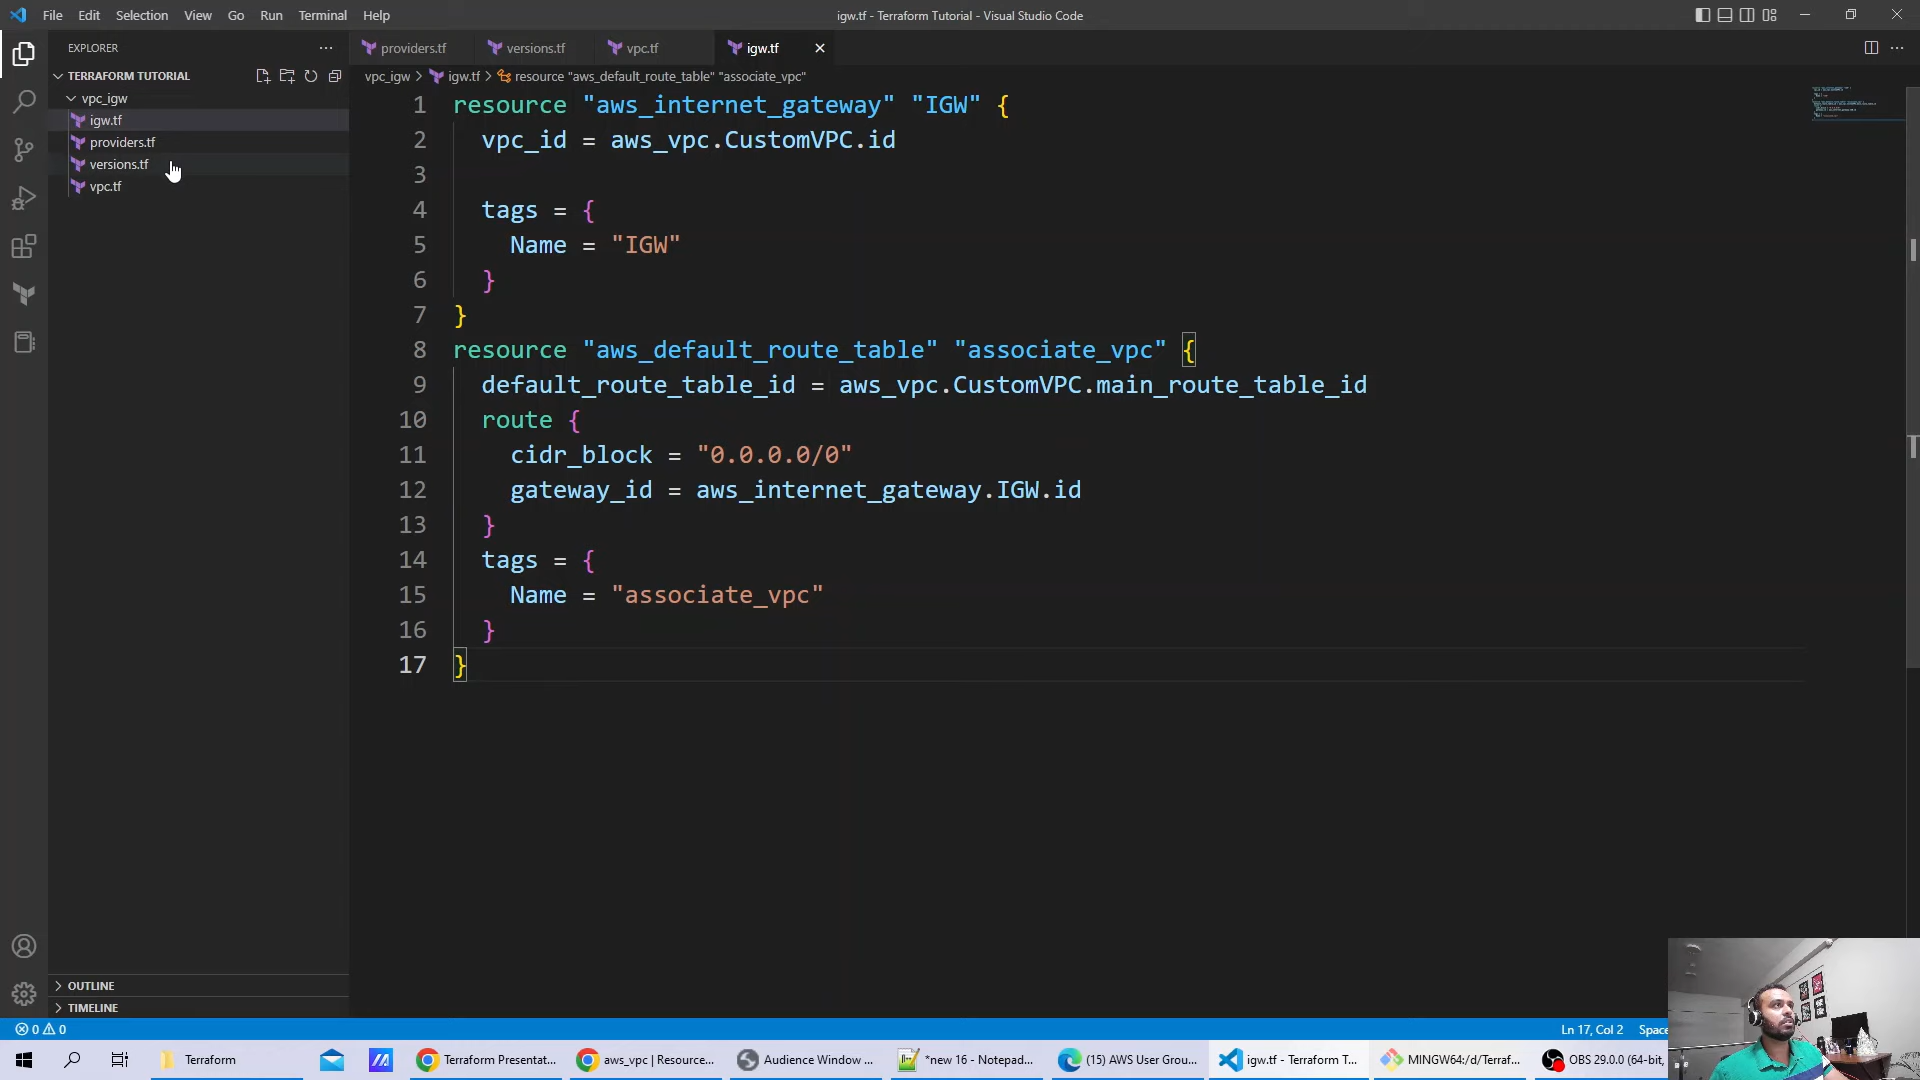 File Edit Selection View Go Run Terminal Help
igw.tf - Terraform Tutorial - Visual Studio Code
EXPLORER
TERRAFORM TUTORIAL
vpc_igw
igw.tf
providers.tf
versions.tf
vpc.tf
OUTLINE
TIMELINE
providers.tf versions.tf vpc.tf igw.tf
vpc_igw > igw.tf > resource "aws_default_route_table" "associate_vpc"
1 resource "aws_internet_gateway" "IGW" {
2 vpc_id = aws_vpc.CustomVPC.id
3
4 tags = {
5 Name = "IGW"
6 }
7 }
8 resource "aws_default_route_table" "associate_vpc" {
9 default_route_table_id = aws_vpc.CustomVPC.main_route_table_id
10 route {
11 cidr_block = "0.0.0.0/0"
12 gateway_id = aws_internet_gateway.IGW.id
13 }
14 tags = {
15 Name = "associate_vpc"
16 }
17 }
0 0
Ln 17, Col 2 Space
Terraform
Terraform Presentat...
aws_vpc | Resource...
Audience Window ...
*new 16 - Notepad...
(15) AWS User Grou...
igw.tf - Terraform T...
MINGW64:/d/Terraf...
OBS 29.0.0 (64-bit,